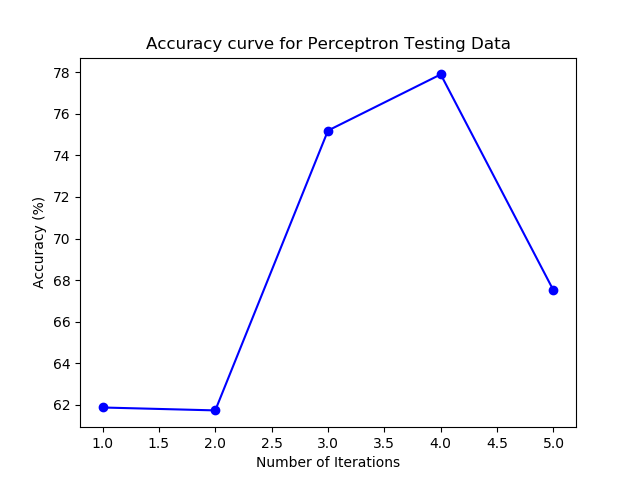 Accuracy curve for Perceptron Testing Data
78
76
74
72
70
68
66
64
62
Accuracy (%)
1.0 1.5 2.0 2.5 3.0 3.5 4.0 4.5 5.0
Number of Iterations